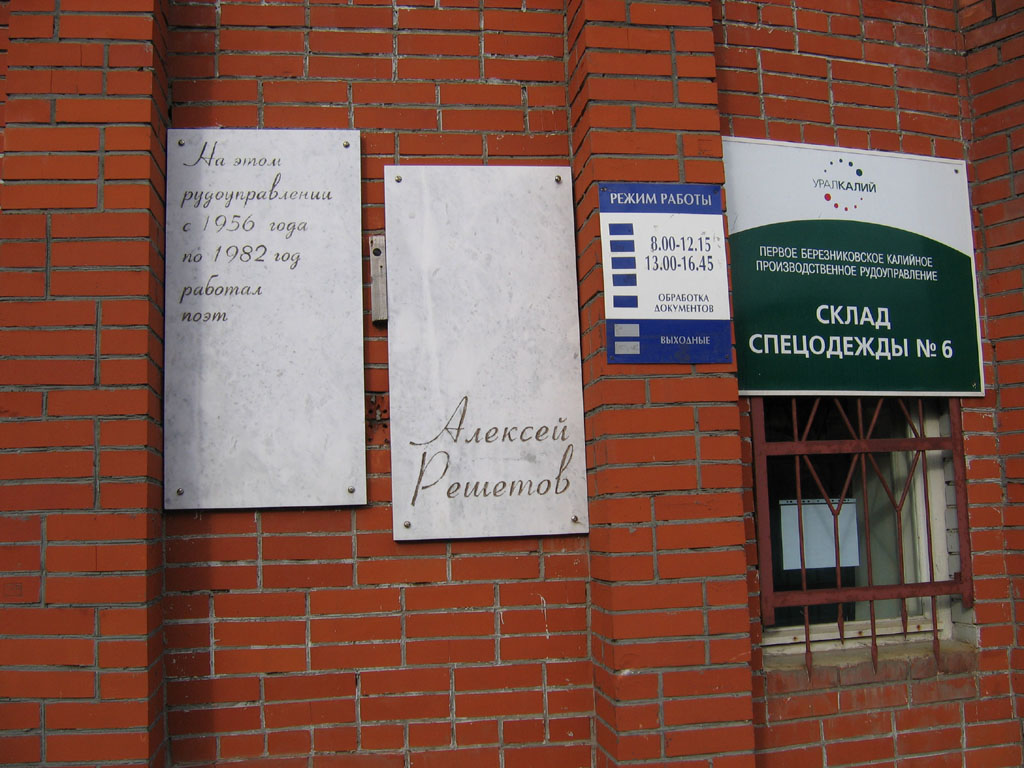 На этом
рудоуправлении
с 1956 года
по 1982 год
работал
поэт
Алексей
Решетов
РЕЖИМ РАБОТЫ
8.00-12.15
13.00-16.45
ОБРАБОТКА
ДОКУМЕНТОВ
ВЫХОДНЫЕ
УРАЛКАЛИЙ
ПЕРВОЕ БЕРЕЗНИКОВСКОЕ КАЛИЙНОЕ
ПРОИЗВОДСТВЕННОЕ РУДОУПРАВЛЕНИЕ
СКЛАД
СПЕЦОДЕЖДЫ № 6